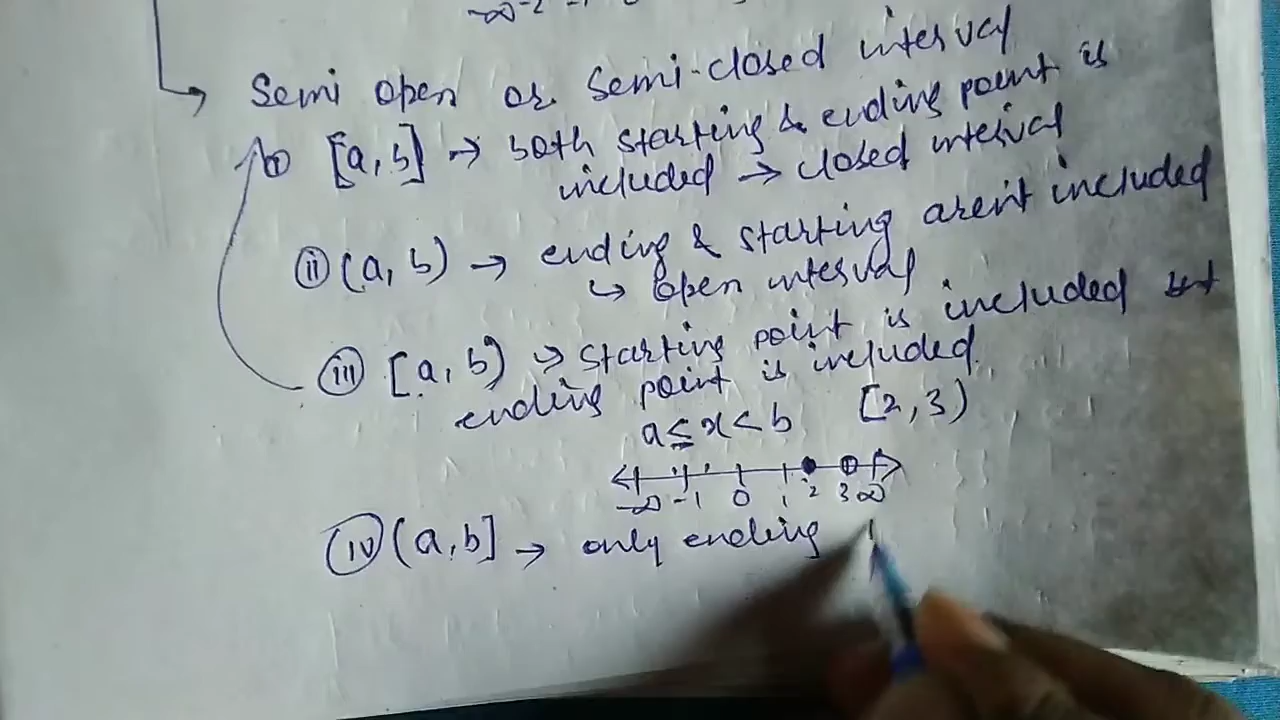 -∞ -2 -1
Semi open or Semi-closed interval
(i) [a, b] → both starting & ending point is
included → closed interval
(ii) (a, b) → ending & starting aren't included
↳ open interval
(iii) [a, b) → starting point is included but
ending point is included.
a ≤ x < b [2, 3)
-∞ -1 0 1 2 3 ∞
(iv) (a, b] → only ending